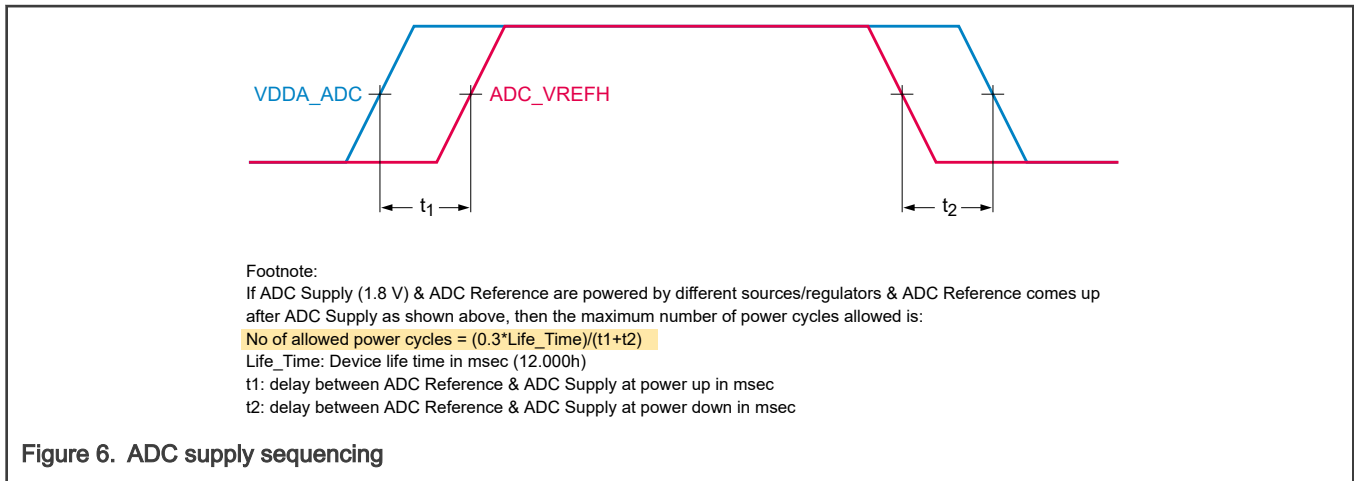 VDDA_ADC
ADC_VREFH
t1
t2
Footnote:
If ADC Supply (1.8 V) & ADC Reference are powered by different sources/regulators & ADC Reference comes up
after ADC Supply as shown above, then the maximum number of power cycles allowed is:
No of allowed power cycles = (0.3*Life_Time)/(t1+t2)
Life_Time: Device life time in msec (12.000h)
t1: delay between ADC Reference & ADC Supply at power up in msec
t2: delay between ADC Reference & ADC Supply at power down in msec
Figure 6. ADC supply sequencing